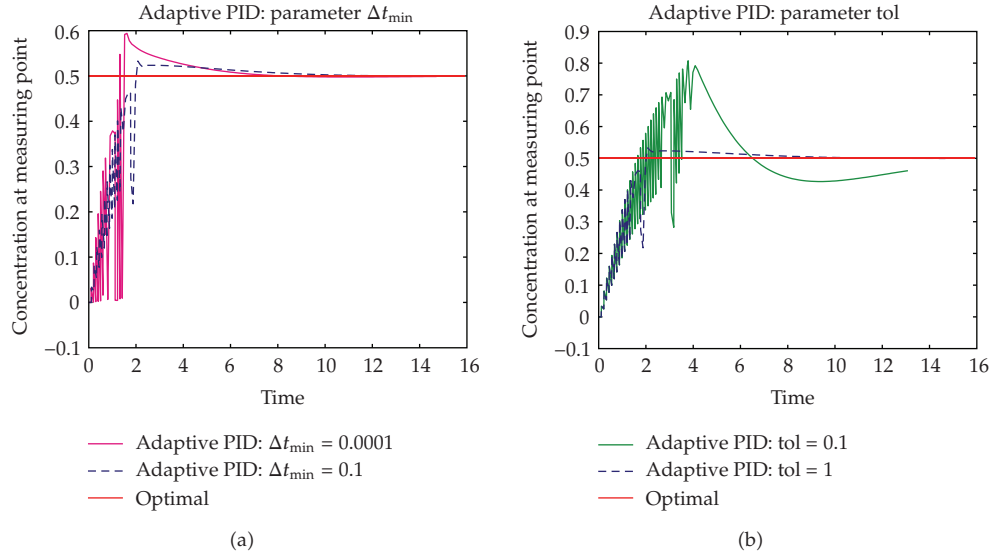 Adaptive PID: parameter Δt_min
Concentration at measuring point
0.6
0.5
0.4
0.3
0.2
0.1
0
−0.1
0 2 4 6 8 10 12 14 16
Time
Adaptive PID: Δt_min = 0.0001
Adaptive PID: Δt_min = 0.1
Optimal
(a)
Adaptive PID: parameter tol
Concentration at measuring point
0.9
0.8
0.7
0.6
0.5
0.4
0.3
0.2
0.1
0
−0.1
0 2 4 6 8 10 12 14 16
Time
Adaptive PID: tol = 0.1
Adaptive PID: tol = 1
Optimal
(b)